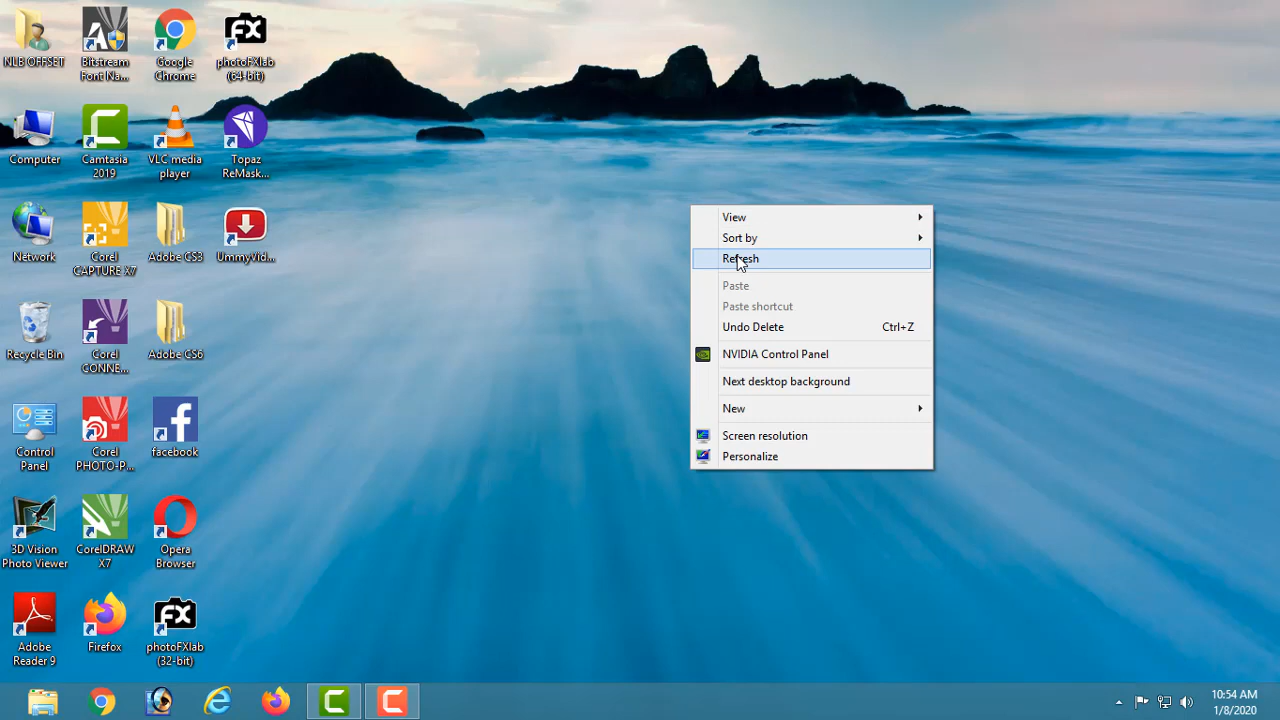 NLB OFFSET
Bitstream
Font Na...
Google
Chrome
photoFXlab
(64-bit)
Computer
Camtasia
2019
VLC media
player
Topaz
ReMask...
Network
Corel
CAPTURE X7
Adobe CS3
UmmyVid...
Recycle Bin
Corel
CONNE...
Adobe CS6
Control
Panel
Corel
PHOTO-P...
facebook
3D Vision
Photo Viewer
CorelDRAW
X7
Opera
Browser
Adobe
Reader 9
Firefox
photoFXlab
(32-bit)
View
Sort by
Refresh
Paste
Paste shortcut
Undo Delete Ctrl+Z
NVIDIA Control Panel
Next desktop background
New
Screen resolution
Personalize
10:54 AM
1/8/2020